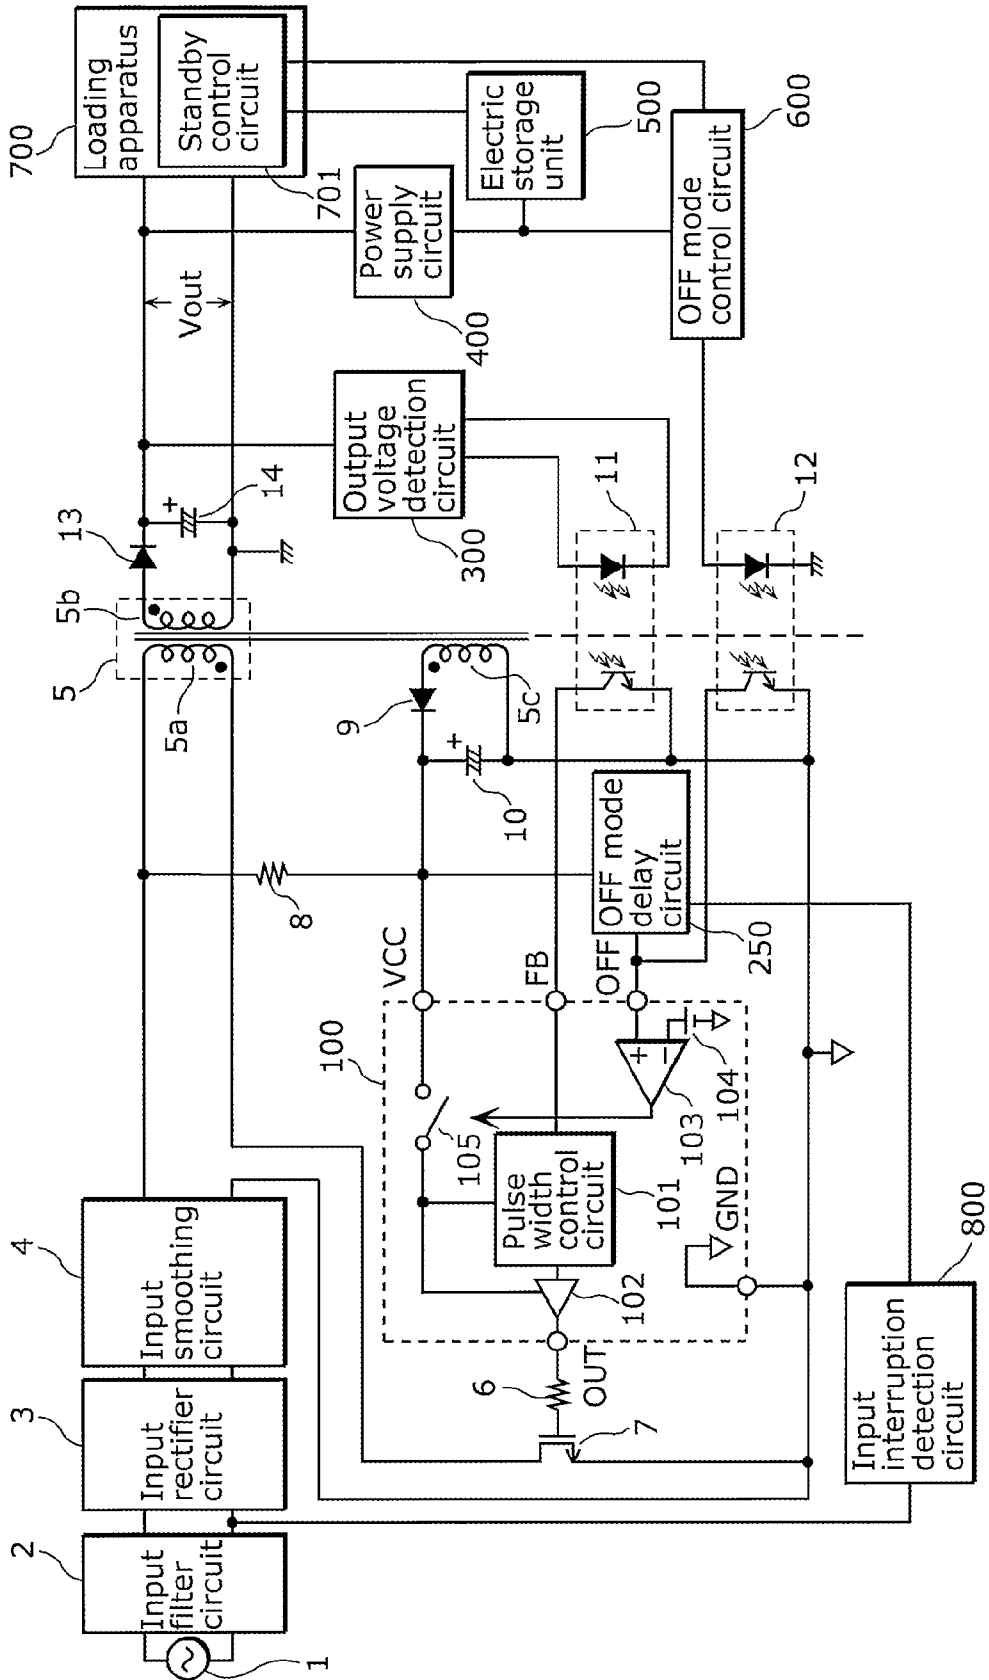 1
2
Input
filter
circuit
3
Input
rectifier
circuit
4
Input
smoothing
circuit
5
5a
5b
13
+
14
Vout
700
Loading
apparatus
Standby
control
circuit
701
8
9
5c
+
10
300
Output
voltage
detection
circuit
400
Power
supply
circuit
Electric
storage
unit
500
100
VCC
105
FB
OFF
OFF mode
delay
circuit
250
11
12
OFF mode
control circuit
600
6
OUT
7
102
Pulse
width
control
circuit
101
+
−
103
104
GND
Input
interruption
detection
circuit
800